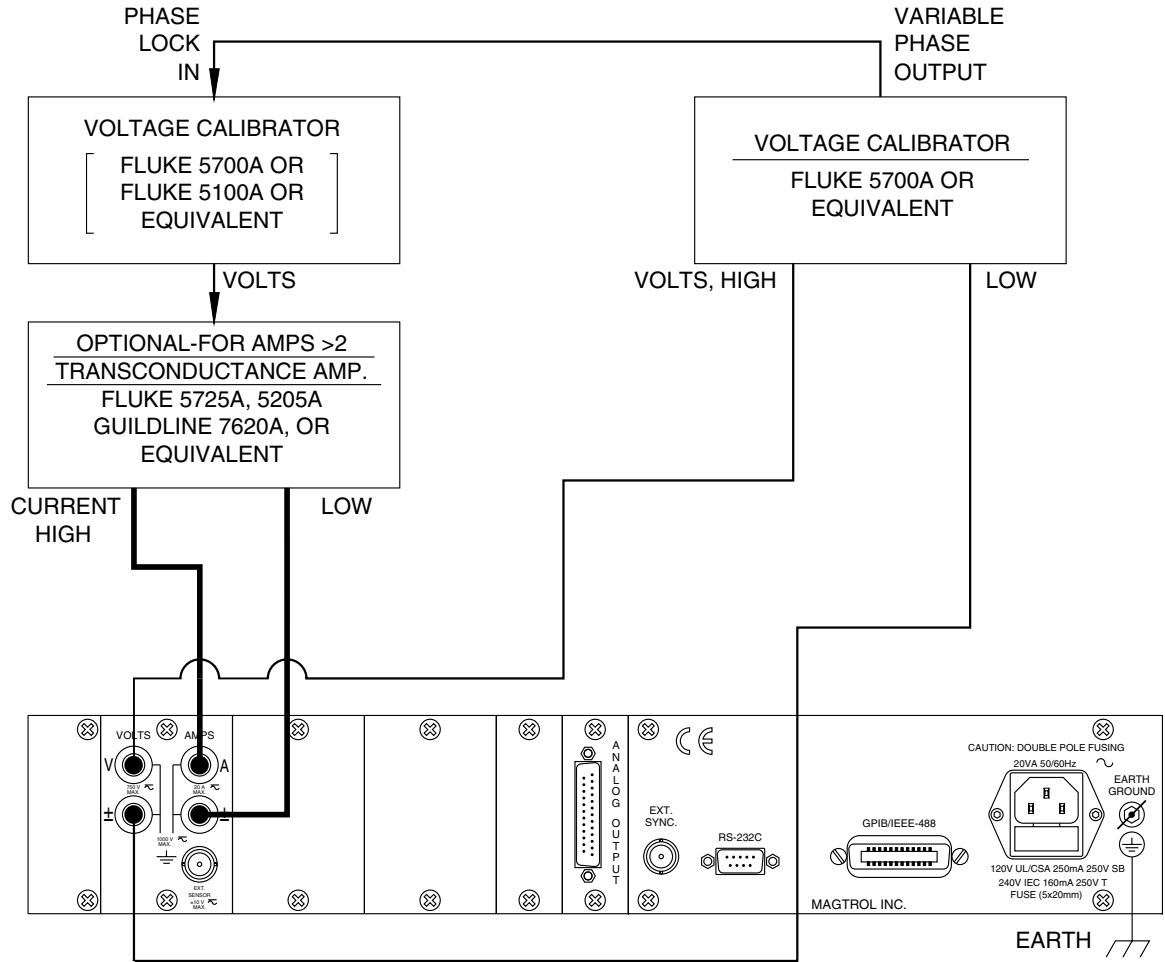 PHASE
LOCK
IN
VARIABLE
PHASE
OUTPUT
VOLTAGE CALIBRATOR
FLUKE 5700A OR
FLUKE 5100A OR
EQUIVALENT
VOLTAGE CALIBRATOR
FLUKE 5700A OR
EQUIVALENT
VOLTS
VOLTS, HIGH
LOW
OPTIONAL-FOR AMPS >2
TRANSCONDUCTANCE AMP.
FLUKE 5725A, 5205A
GUILDLINE 7620A, OR
EQUIVALENT
CURRENT
HIGH
LOW
VOLTS
AMPS
V
A
750 V
MAX.
20 A
MAX.
±
±
1000 V
MAX.
EXT.
SENSOR
±10 V
MAX.
ANALOG OUTPUT
CE
EXT.
SYNC.
RS-232C
GPIB/IEEE-488
MAGTROL INC.
CAUTION: DOUBLE POLE FUSING
20VA 50/60Hz
EARTH
GROUND
120V UL/CSA 250mA 250V SB
240V IEC 160mA 250V T
FUSE (5x20mm)
EARTH